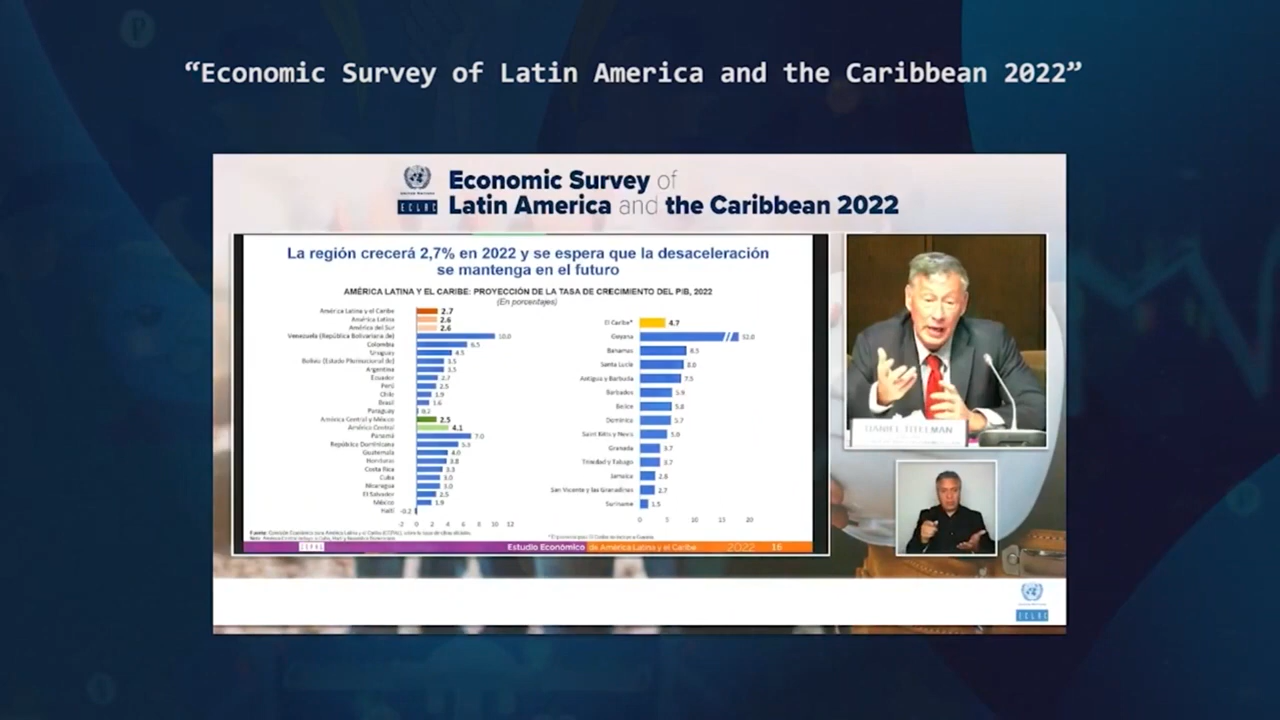 “Economic Survey of Latin America and the Caribbean 2022”
Economic Survey of
Latin America and the Caribbean 2022
ECLAC
La región crecerá 2,7% en 2022 y se espera que la desaceleración
se mantenga en el futuro
AMÉRICA LATINA Y EL CARIBE: PROYECCIÓN DE LA TASA DE CRECIMIENTO DEL PIB, 2022
(En porcentajes)
América Latina y el Caribe 2.7
América Latina 2.6
América del Sur 2.6
Venezuela (República Bolivariana de) 10.0
Colombia 6.5
Uruguay 4.5
Bolivia (Estado Plurinacional de) 3.5
Argentina 3.5
Ecuador 2.7
Perú 2.5
Chile 1.9
Brasil 1.6
Paraguay 0.2
América Central y México 2.5
América Central 4.1
Panamá 7.0
República Dominicana 5.3
Guatemala 4.0
Honduras 3.8
Costa Rica 3.3
Cuba 3.0
Nicaragua 3.0
El Salvador 2.5
México 1.9
Haití -0.2
-2 0 2 4 6 8 10 12
El Caribe* 4.7
Guyana 52.0
Bahamas 8.5
Santa Lucía 8.0
Antigua y Barbuda 7.5
Barbados 5.9
Belice 5.8
Dominica 5.7
Saint Kitts y Nevis 5.0
Granada 3.7
Trinidad y Tabago 3.7
Jamaica 2.8
San Vicente y las Granadinas 2.7
Suriname 1.5
0 5 10 15 20
CEPAL
Estudio Económico de América Latina y el Caribe 2022 16
DANIEL TITELMAN
ECLAC